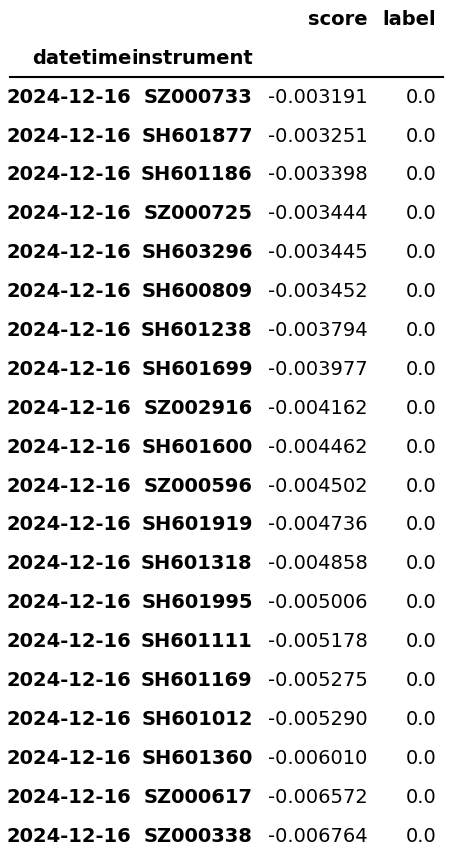 score label
datetime instrument
2024-12-16 SZ000733 -0.003191 0.0
2024-12-16 SH601877 -0.003251 0.0
2024-12-16 SH601186 -0.003398 0.0
2024-12-16 SZ000725 -0.003444 0.0
2024-12-16 SH603296 -0.003445 0.0
2024-12-16 SH600809 -0.003452 0.0
2024-12-16 SH601238 -0.003794 0.0
2024-12-16 SH601699 -0.003977 0.0
2024-12-16 SZ002916 -0.004162 0.0
2024-12-16 SH601600 -0.004462 0.0
2024-12-16 SZ000596 -0.004502 0.0
2024-12-16 SH601919 -0.004736 0.0
2024-12-16 SH601318 -0.004858 0.0
2024-12-16 SH601995 -0.005006 0.0
2024-12-16 SH601111 -0.005178 0.0
2024-12-16 SH601169 -0.005275 0.0
2024-12-16 SH601012 -0.005290 0.0
2024-12-16 SH601360 -0.006010 0.0
2024-12-16 SZ000617 -0.006572 0.0
2024-12-16 SZ000338 -0.006764 0.0